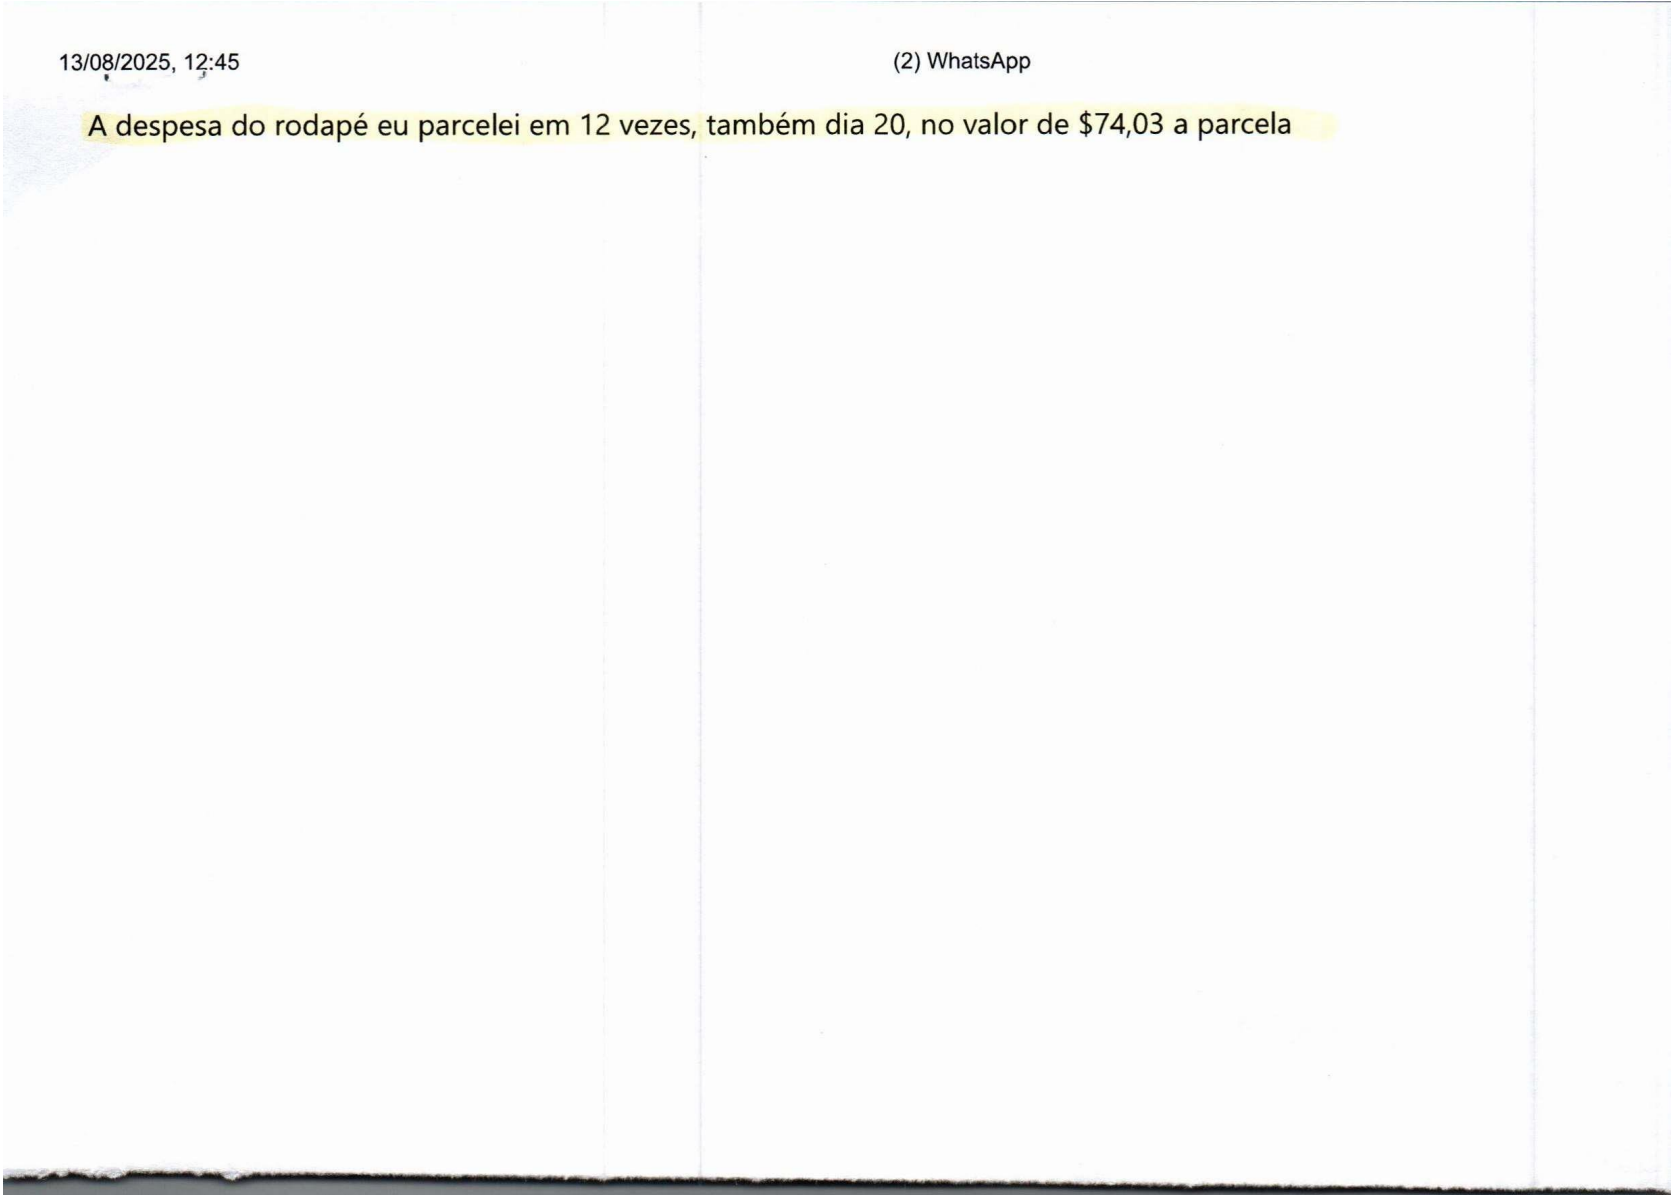 13/08/2025, 12:45 (2) WhatsApp
A despesa do rodapé eu parcelei em 12 vezes, também dia 20, no valor de $74,03 a parcela